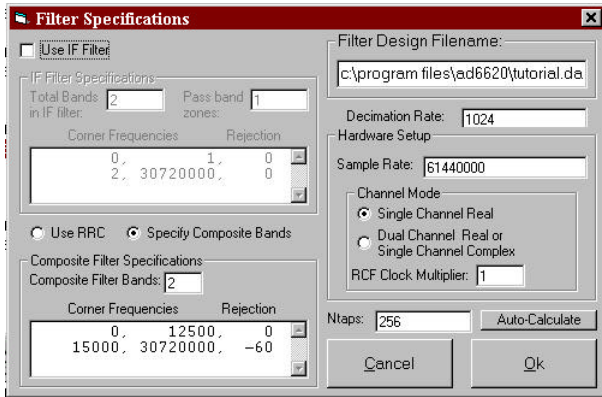 Filter Specifications
Use IF Filter
IF Filter Specifications
Total Bands in IF filter: 2
Pass band zones: 1
Corner Frequencies Rejection
0, 1, 0
2, 30720000, 0
Use RRC Specify Composite Bands
Composite Filter Specifications
Composite Filter Bands: 2
Corner Frequencies Rejection
0, 12500, 0
15000, 30720000, -60
Filter Design Filename:
c:\program files\ad6620\tutorial.da
Decimation Rate: 1024
Hardware Setup
Sample Rate: 61440000
Channel Mode
Single Channel Real
Dual Channel Real or
Single Channel Complex
RCF Clock Multiplier: 1
Ntaps: 256 Auto-Calculate
Cancel Ok